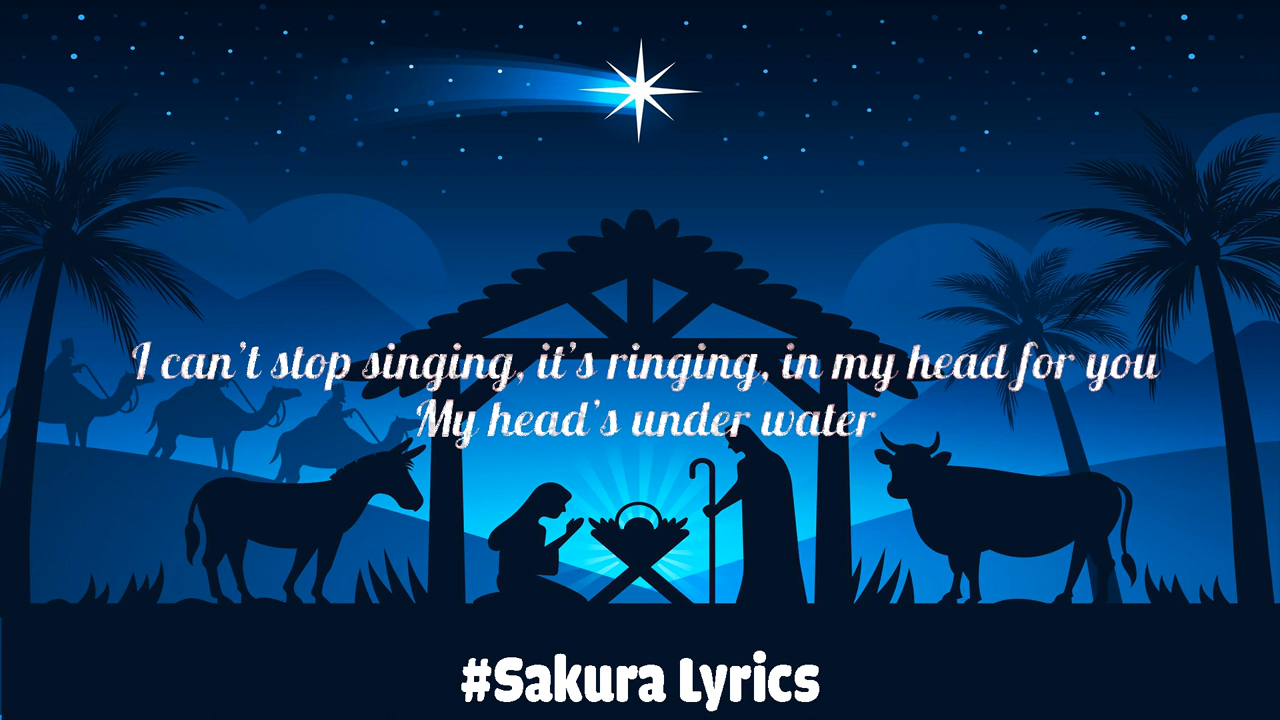 I can't stop singing, it's ringing, in my head for you
My head's under water
#Sakura Lyrics